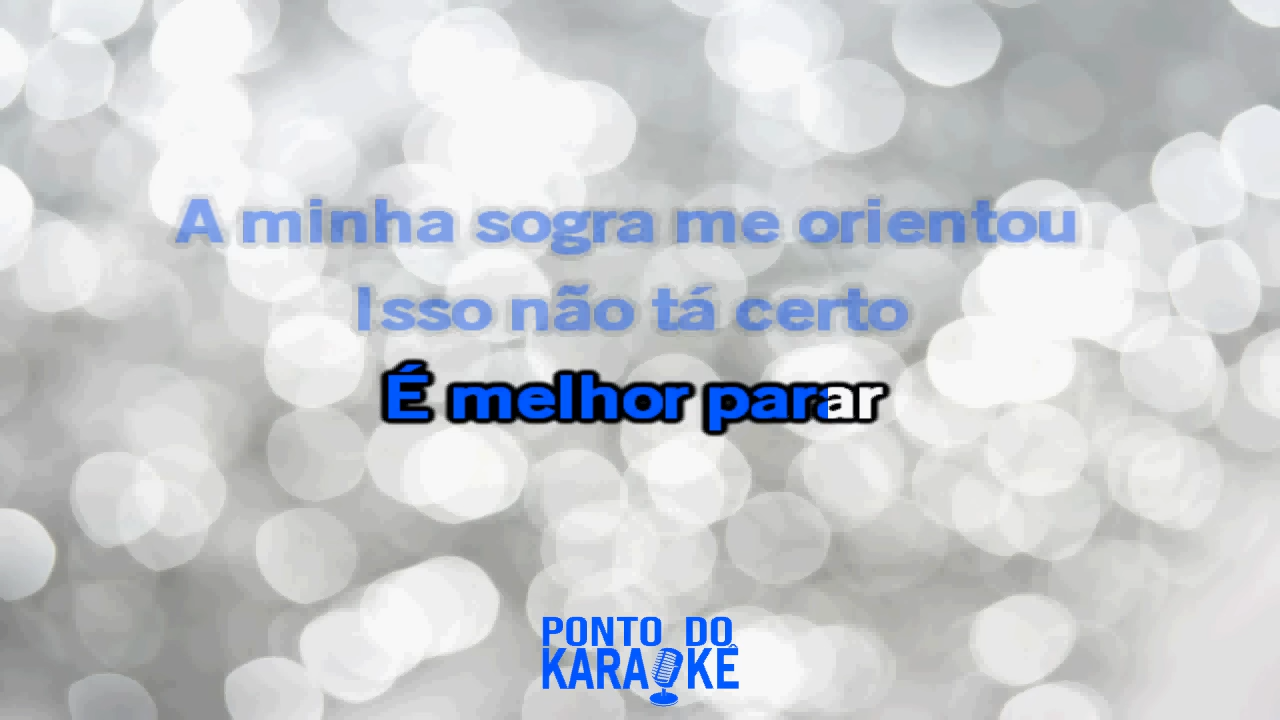 A minha sogra me orientou
Isso não tá certo
É melhor parar
PONTO DO
KARAOKÊ